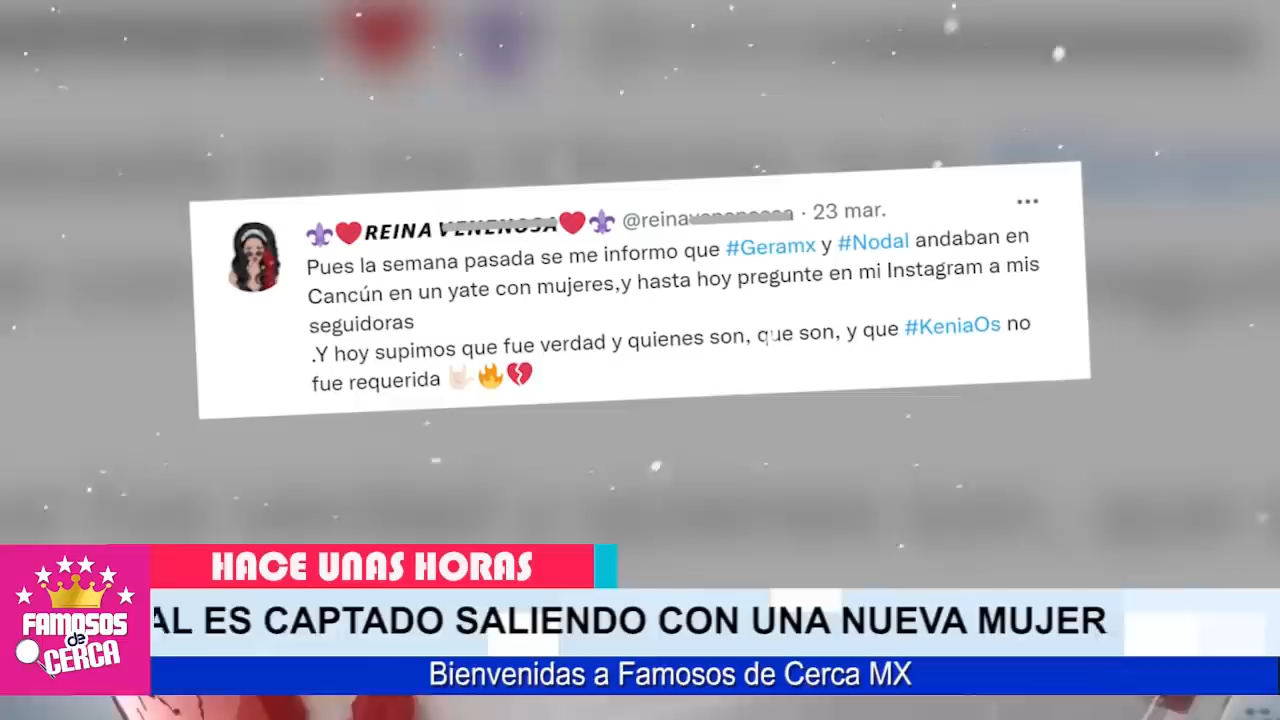 ⚜️❤️REINA VENENOSA❤️⚜️ @reinavenenosa · 23 mar.
Pues la semana pasada se me informo que #Geramx y #Nodal andaban en
Cancún en un yate con mujeres,y hasta hoy pregunte en mi Instagram a mis
seguidoras
.Y hoy supimos que fue verdad y quienes son, que son, y que #KeniaOs no
fue requerida 🤟🏻🔥💔
HACE UNAS HORAS
AL ES CAPTADO SALIENDO CON UNA NUEVA MUJER
Bienvenidas a Famosos de Cerca MX
FAMOSOS
de
CERCA